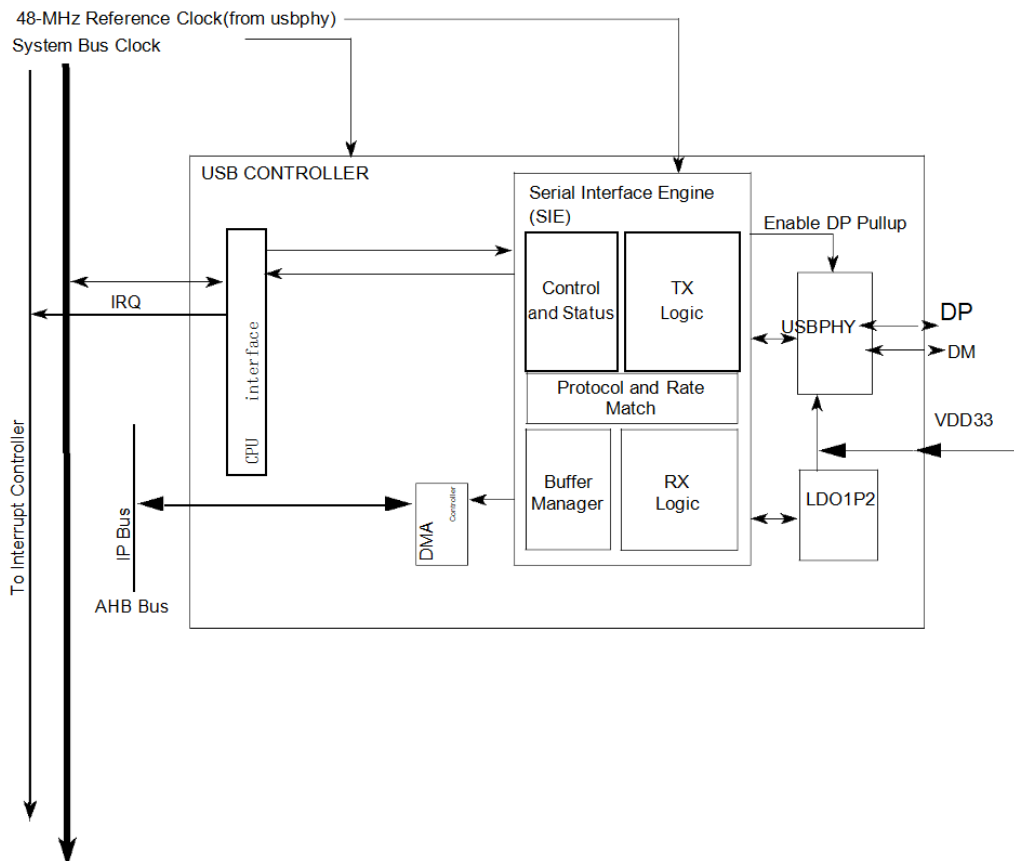 48-MHz Reference Clock(from usbphy)
System Bus Clock
USB CONTROLLER
Serial Interface Engine
(SIE)
Enable DP Pullup
Control
and Status
TX
Logic
USBPHY
DP
DM
IRQ
CPU interface
Protocol and Rate
Match
VDD33
Buffer
Manager
RX
Logic
LDO1P2
DMA
Controller
IP Bus
AHB Bus
To Interrupt Controller